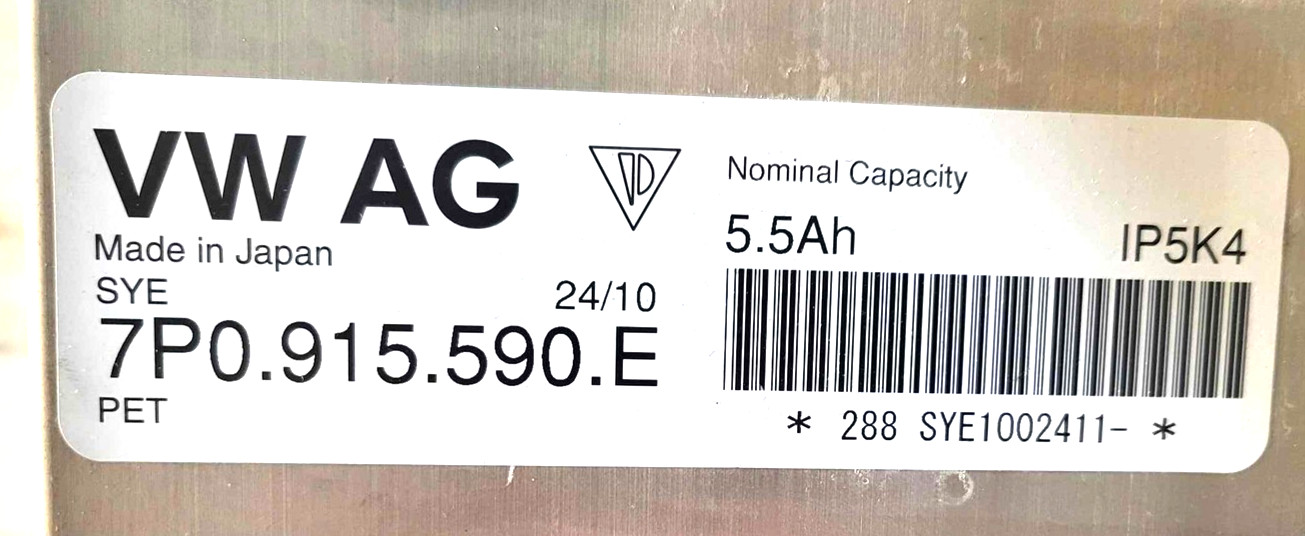 VW AG
Made in Japan
SYE 24/10
7P0.915.590.E
PET
Nominal Capacity
5.5Ah IP5K4
* 288 SYE1002411- *